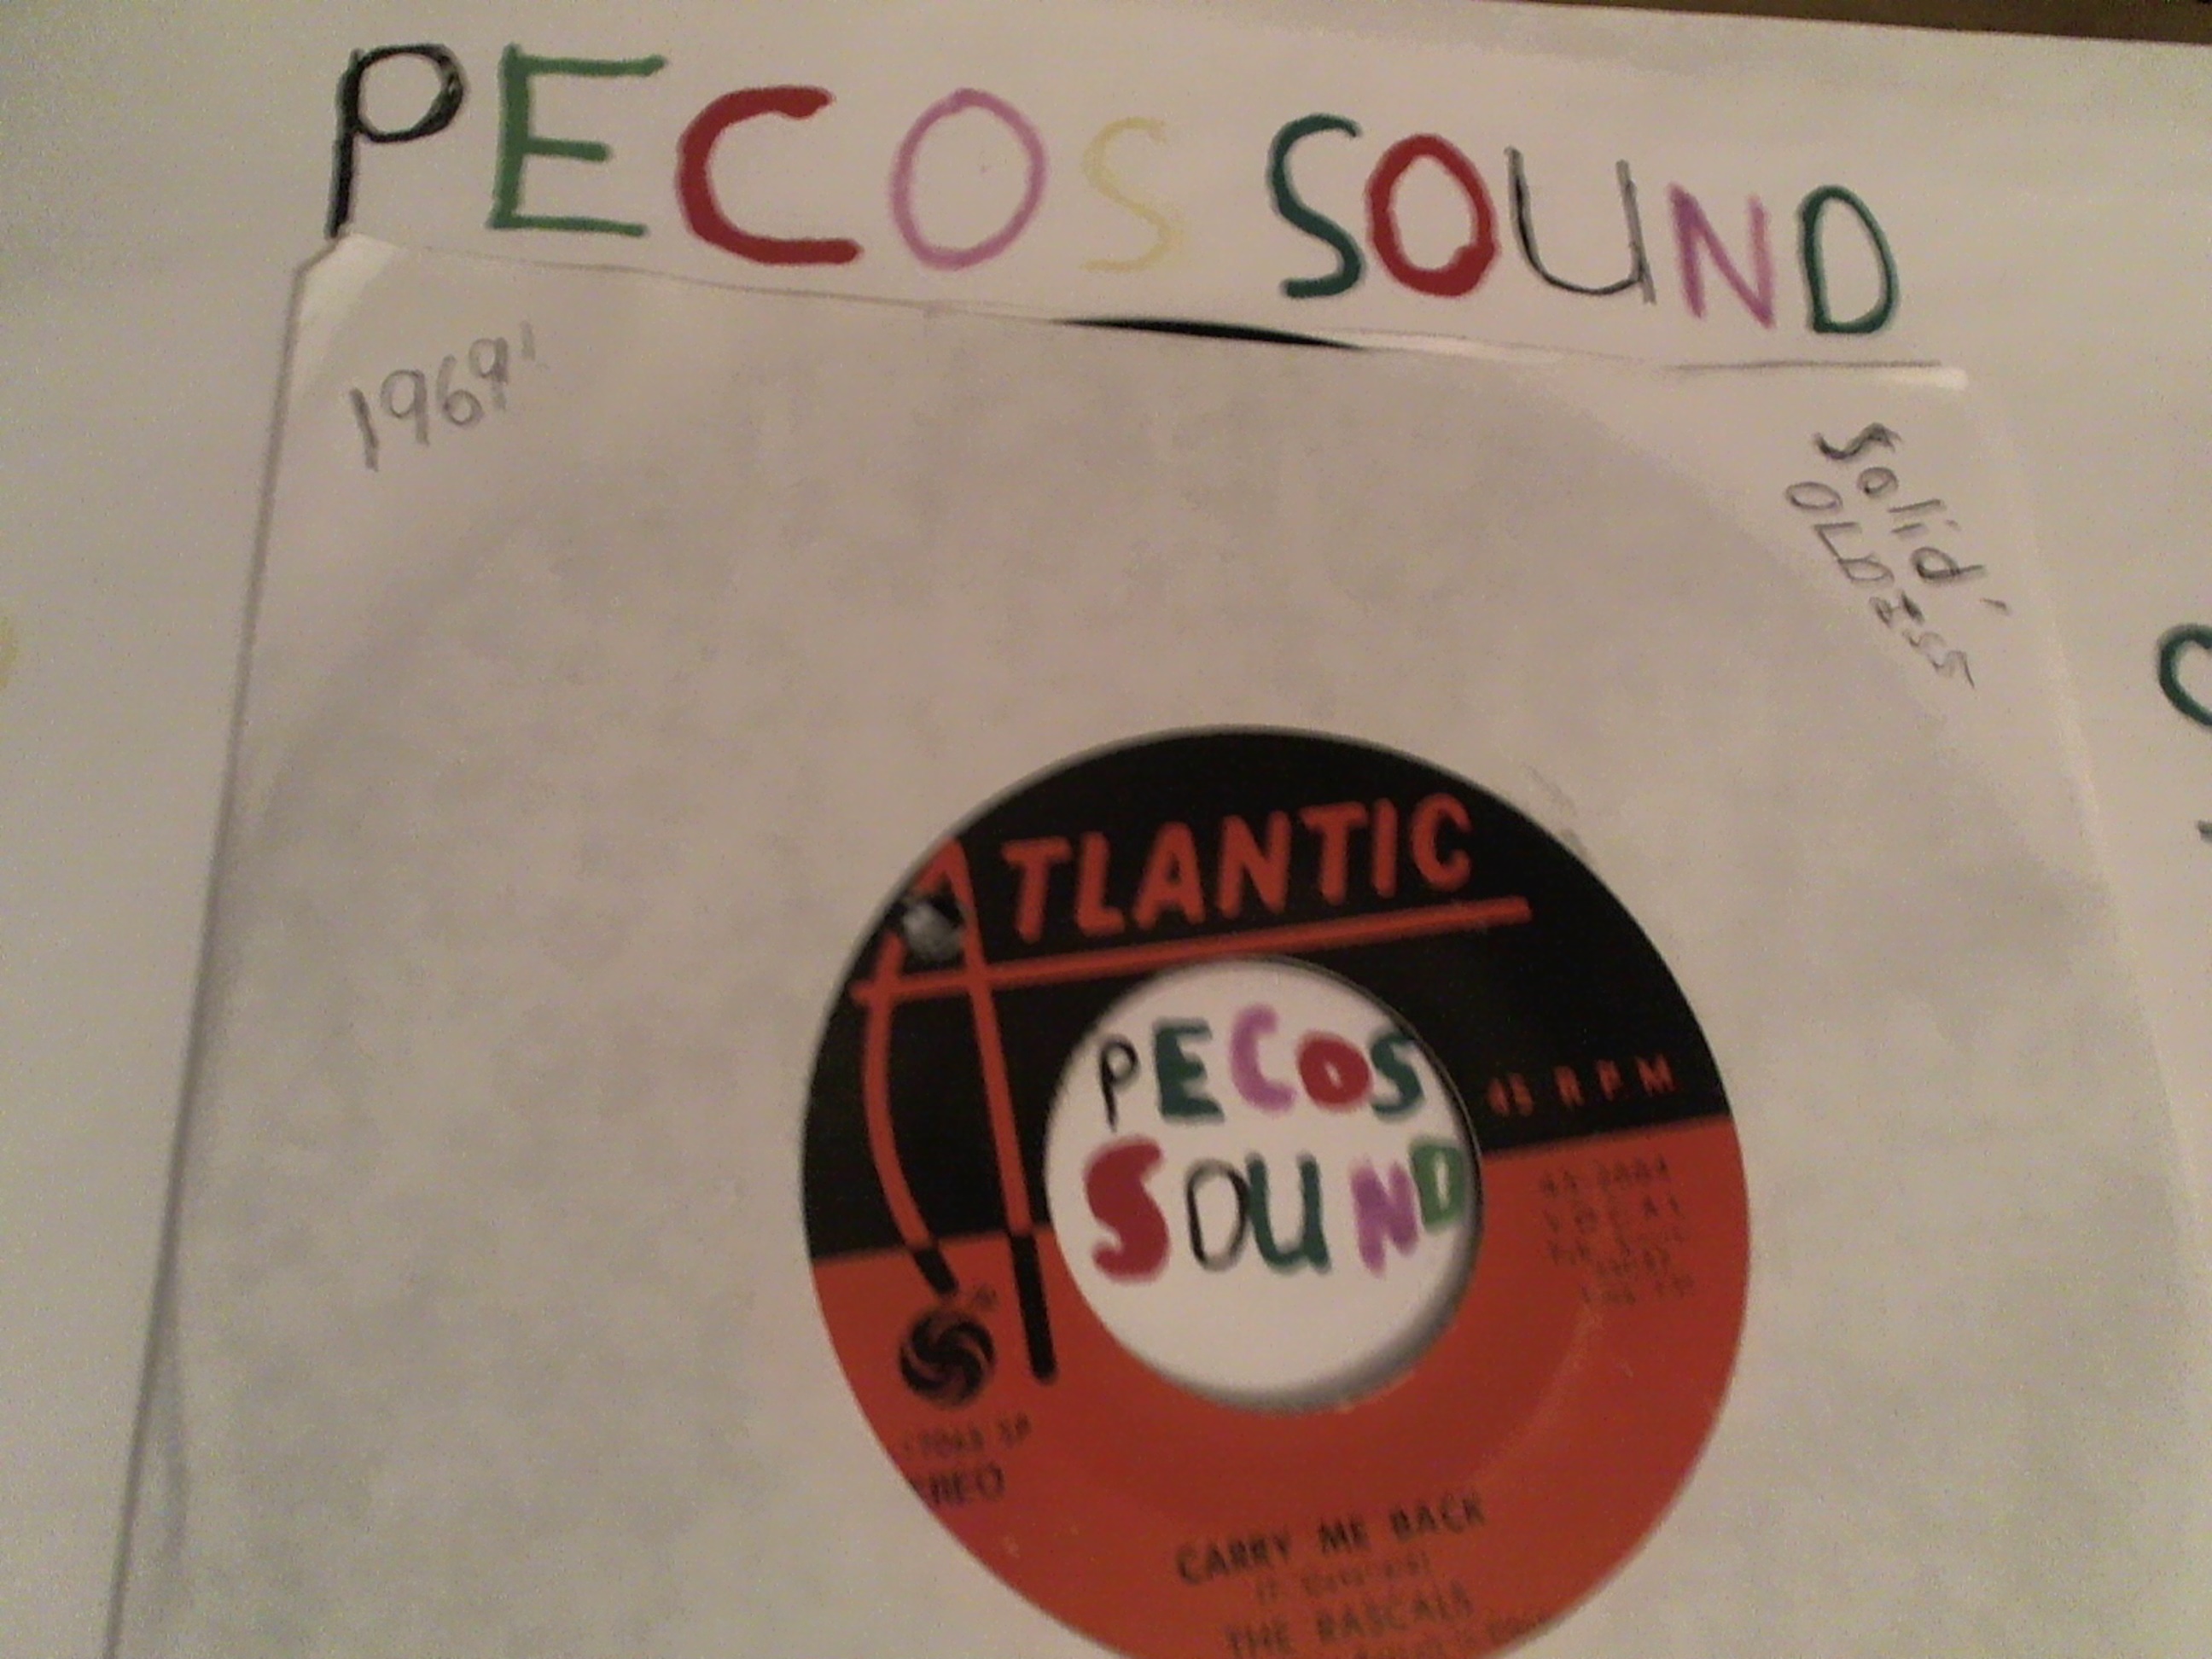 PECOS SOUND
1969'
Solid'
OLDIES
ATLANTIC
PECOS
SOUND
45 RPM
CARRY ME BACK
THE RASCALS